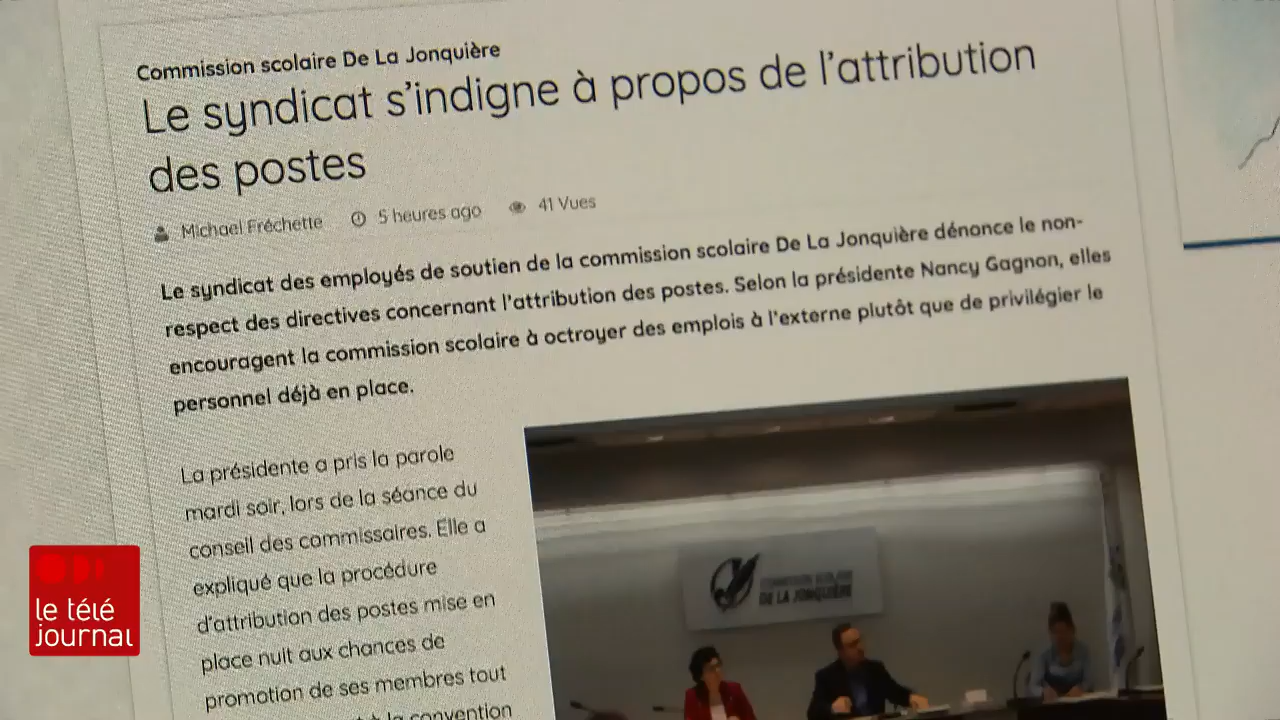 Commission scolaire De La Jonquière
Le syndicat s'indigne à propos de l'attribution
des postes
Michael Fréchette 5 heures ago 41 Vues
Le syndicat des employés de soutien de la commission scolaire De La Jonquière dénonce le non-
respect des directives concernant l'attribution des postes. Selon la présidente Nancy Gagnon, elles
encouragent la commission scolaire à octroyer des emplois à l'externe plutôt que de privilégier le
personnel déjà en place.
La présidente a pris la parole
mardi soir, lors de la séance du
conseil des commissaires. Elle a
expliqué que la procédure
d'attribution des postes mise en
place nuit aux chances de
promotion de ses membres tout
à la convention
COMMISSION SCOLAIRE
DE LA JONQUIÈRE
le télé
journal